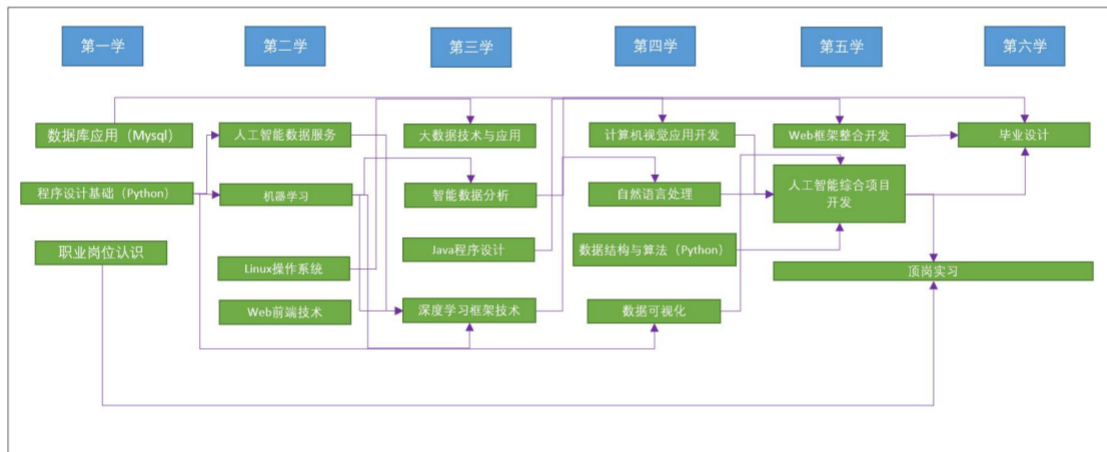 第一学
第二学
第三学
第四学
第五学
第六学
数据库应用（Mysql）
人工智能数据服务
大数据技术与应用
计算机视觉应用开发
Web框架整合开发
毕业设计
程序设计基础（Python）
机器学习
智能数据分析
自然语言处理
人工智能综合项目
开发
职业岗位认识
Linux操作系统
Java程序设计
数据结构与算法（Python）
顶岗实习
Web前端技术
深度学习框架技术
数据可视化